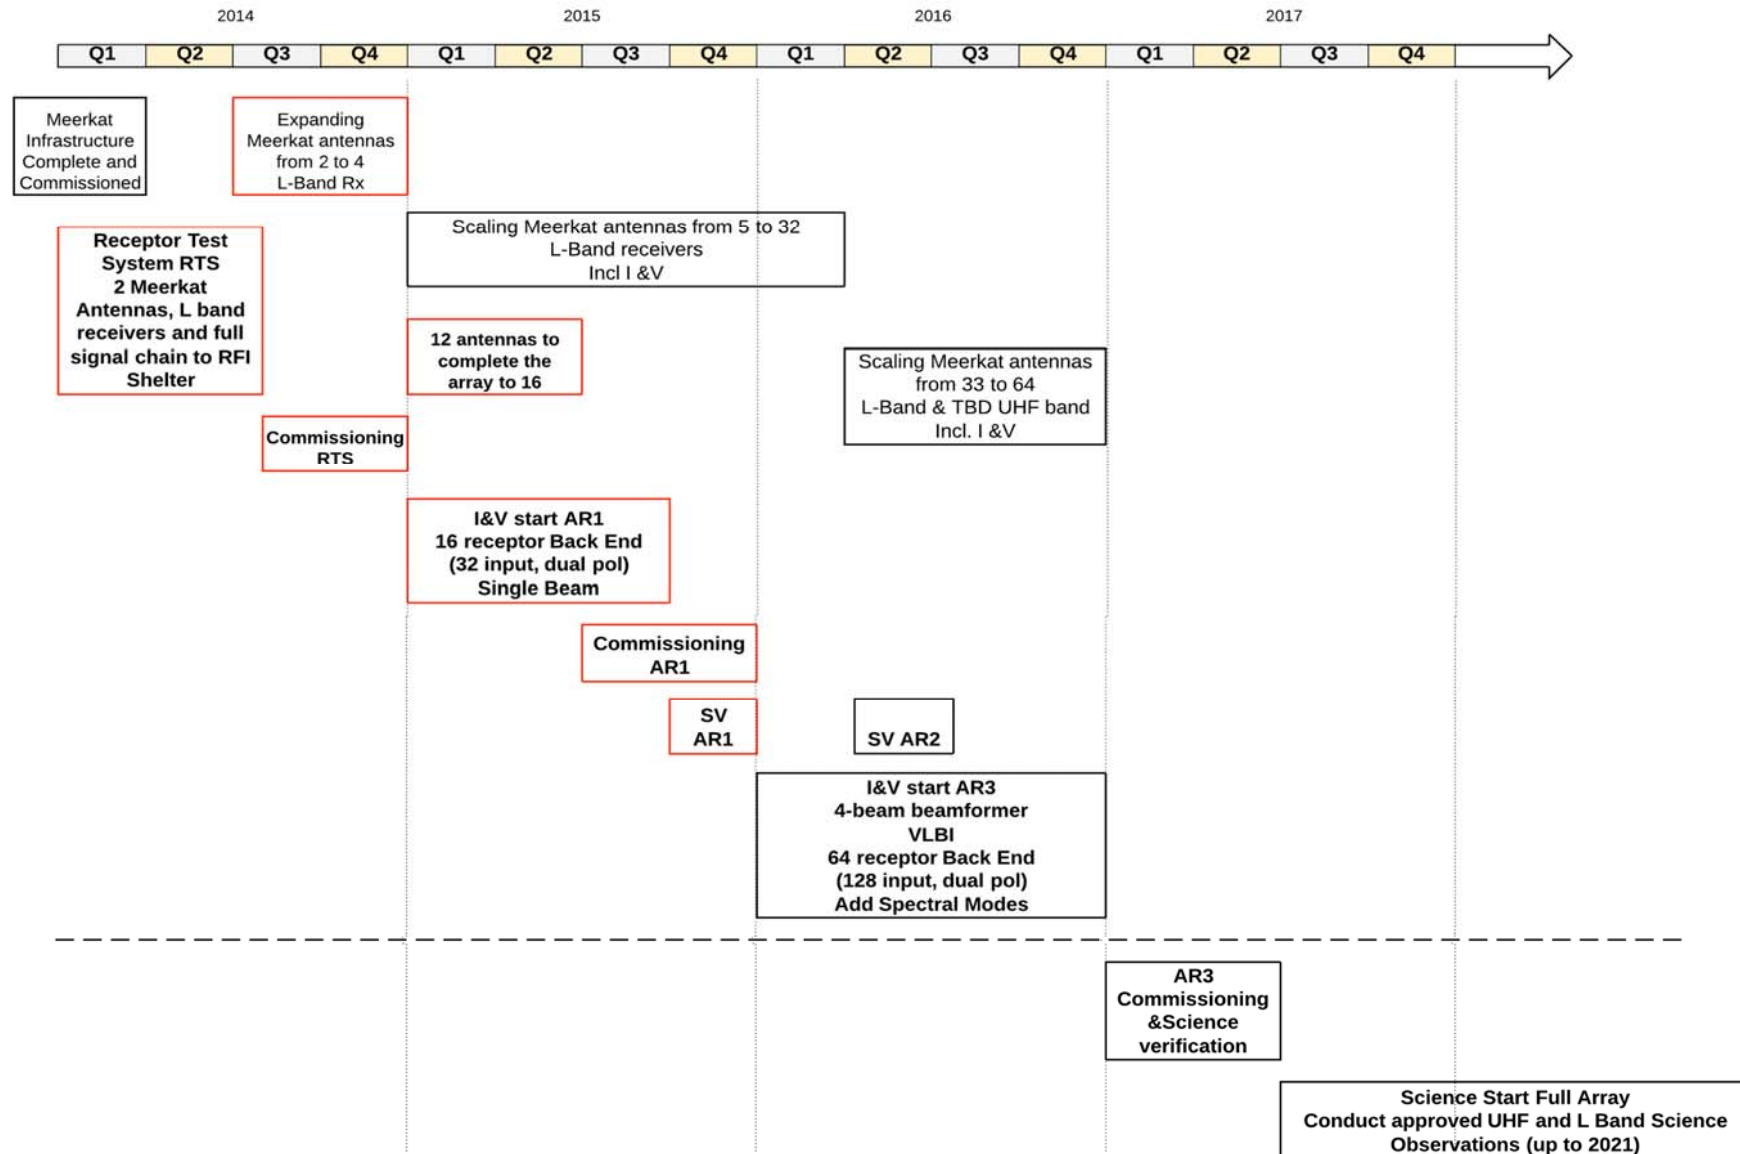 2014 2015 2016 2017
Q1 Q2 Q3 Q4 Q1 Q2 Q3 Q4 Q1 Q2 Q3 Q4 Q1 Q2 Q3 Q4
Meerkat
Infrastructure
Complete and
Commissioned
Expanding
Meerkat antennas
from 2 to 4
L-Band Rx
Scaling Meerkat antennas from 5 to 32
L-Band receivers
Incl I &V
Receptor Test
System RTS
2 Meerkat
Antennas, L band
receivers and full
signal chain to RFI
Shelter
12 antennas to
complete the
array to 16
Scaling Meerkat antennas
from 33 to 64
L-Band & TBD UHF band
Incl. I &V
Commissioning
RTS
I&V start AR1
16 receptor Back End
(32 input, dual pol)
Single Beam
Commissioning
AR1
SV
AR1
SV AR2
I&V start AR3
4-beam beamformer
VLBI
64 receptor Back End
(128 input, dual pol)
Add Spectral Modes
AR3
Commissioning
&Science
verification
Science Start Full Array
Conduct approved UHF and L Band Science
Observations (up to 2021)